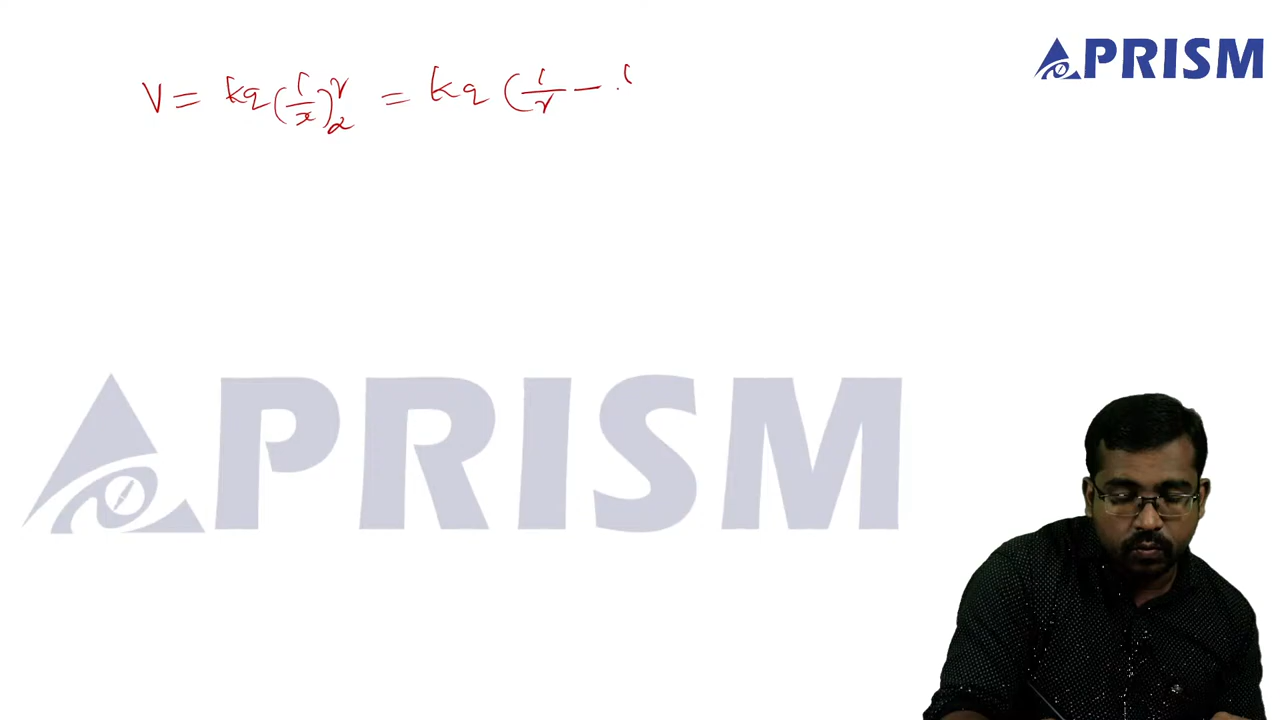 PRISM
V = kq(1/x)
= kq (1/r -
PRISM